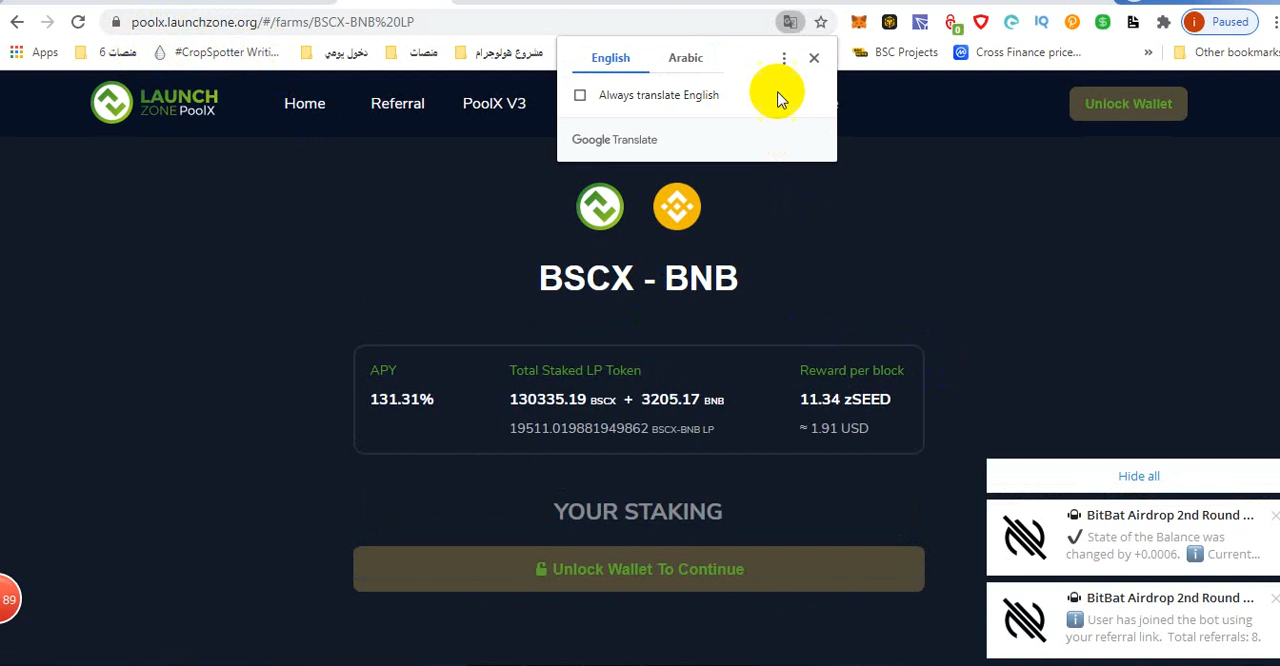 poolx.launchzone.org/#/farms/BSCX-BNB%20LP
0
IQ
i Paused
Apps
منصات 6
#CropSpotter Writi...
دخول يومي
منصات
مشروع هولوجرام
BSC Projects
Cross Finance price...
»
Other bookmarks
English Arabic
Always translate English
Google Translate
LAUNCH
ZONE PoolX
Home
Referral
PoolX V3
Unlock Wallet
BSCX - BNB
APY
Total Staked LP Token
Reward per block
131.31%
130335.19 BSCX + 3205.17 BNB
11.34 zSEED
19511.019881949862 BSCX-BNB LP
≈ 1.91 USD
YOUR STAKING
Unlock Wallet To Continue
Hide all
BitBat Airdrop 2nd Round ...
✔ State of the Balance was
changed by +0.0006. ℹ Current...
BitBat Airdrop 2nd Round ...
ℹ User has joined the bot using
your referral link. Total referrals: 8.
89